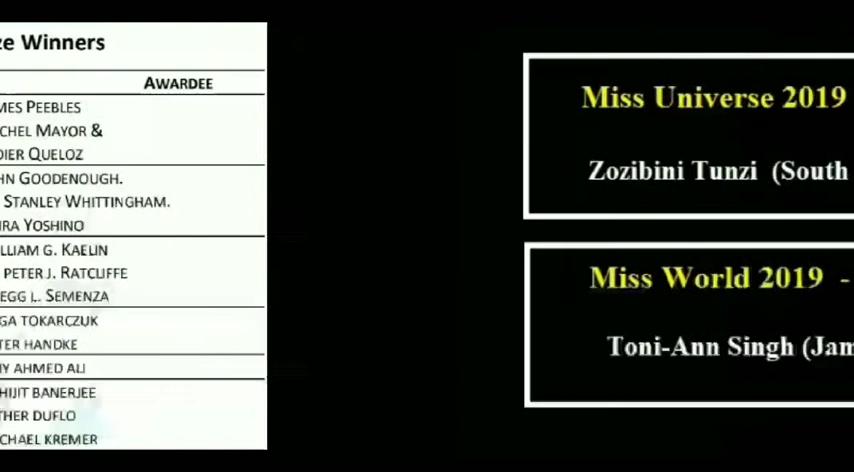 ze Winners
AWARDEE
MES PEEBLES
CHEL MAYOR &
DIER QUELOZ
HN GOODENOUGH.
STANLEY WHITTINGHAM.
IRA YOSHINO
LLIAM G. KAELIN
PETER J. RATCLIFFE
EGG L. SEMENZA
GA TOKARCZUK
TER HANDKE
Y AHMED ALI
HIJIT BANERJEE
THER DUFLO
CHAEL KREMER
Miss Universe 2019
Zozibini Tunzi (South
Miss World 2019 -
Toni-Ann Singh (Jam